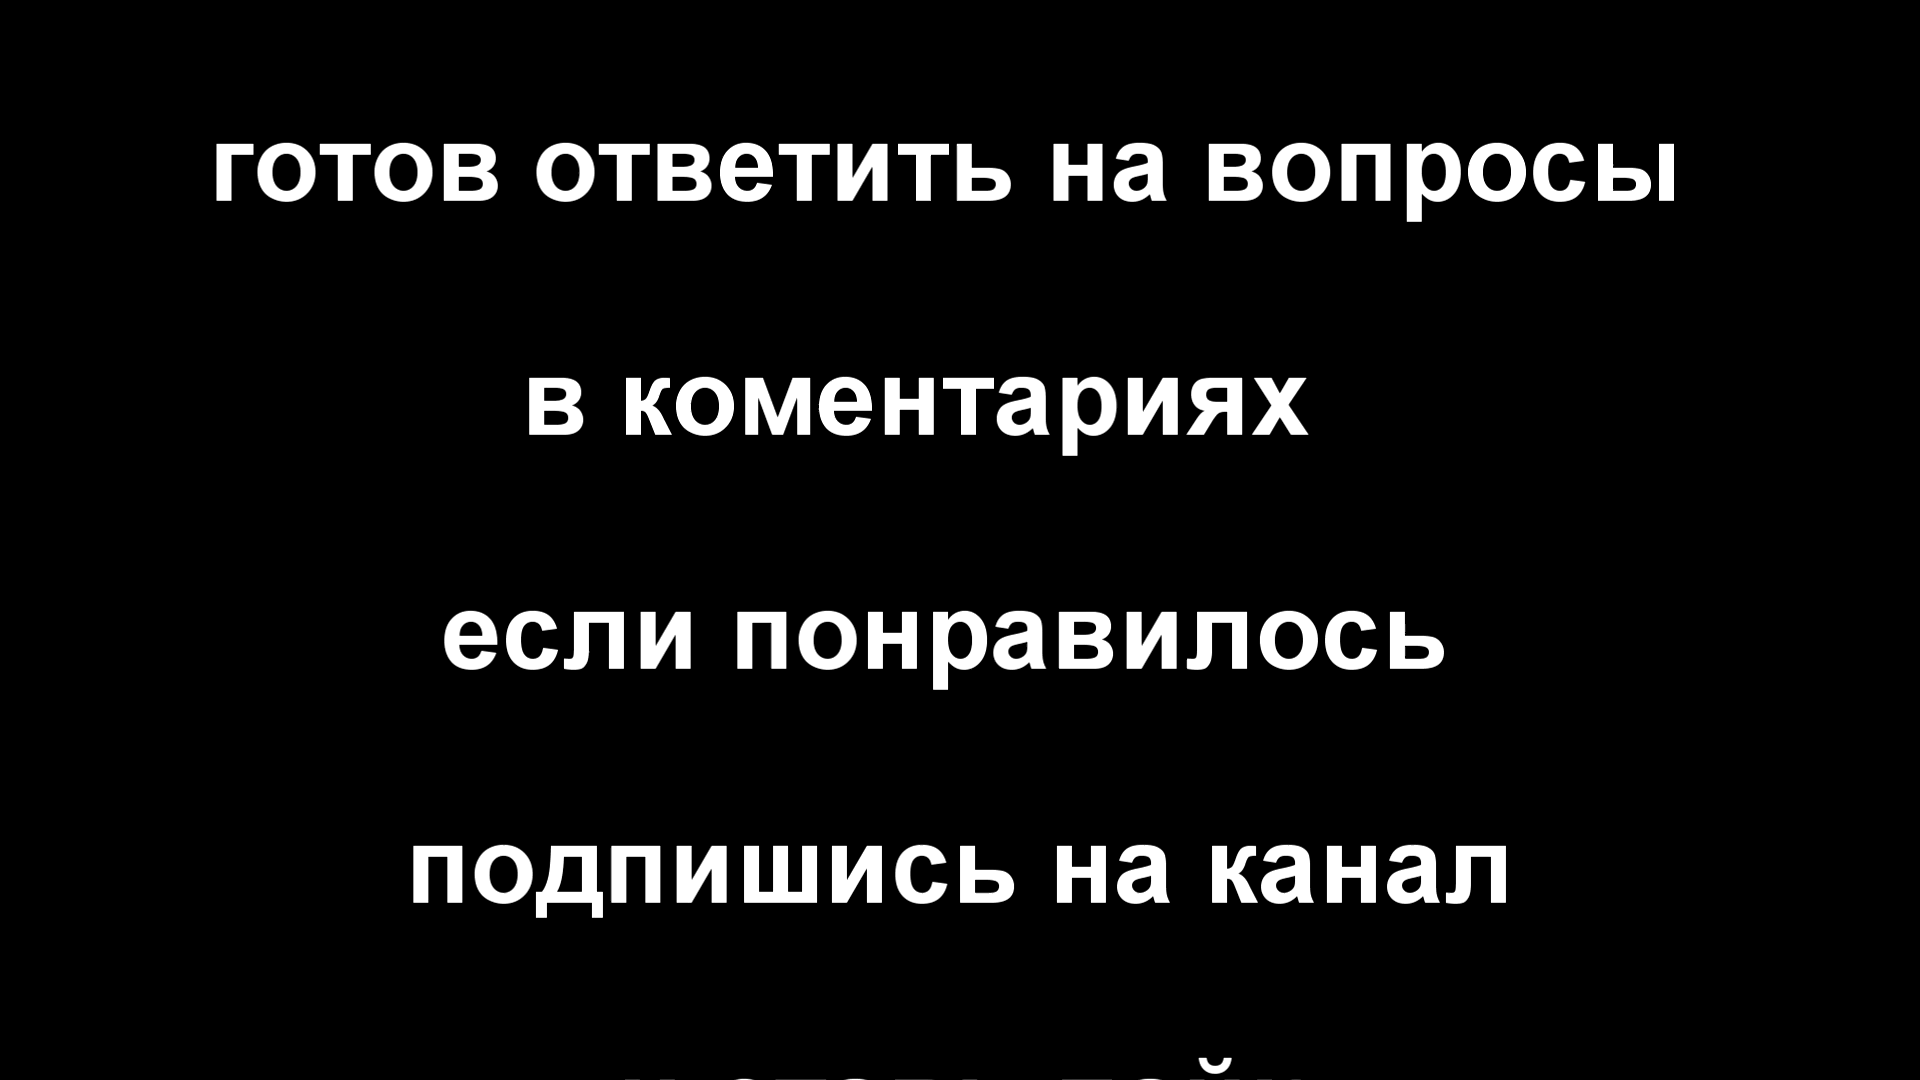 готов ответить на вопросы
в коментариях
если понравилось
подпишись на канал